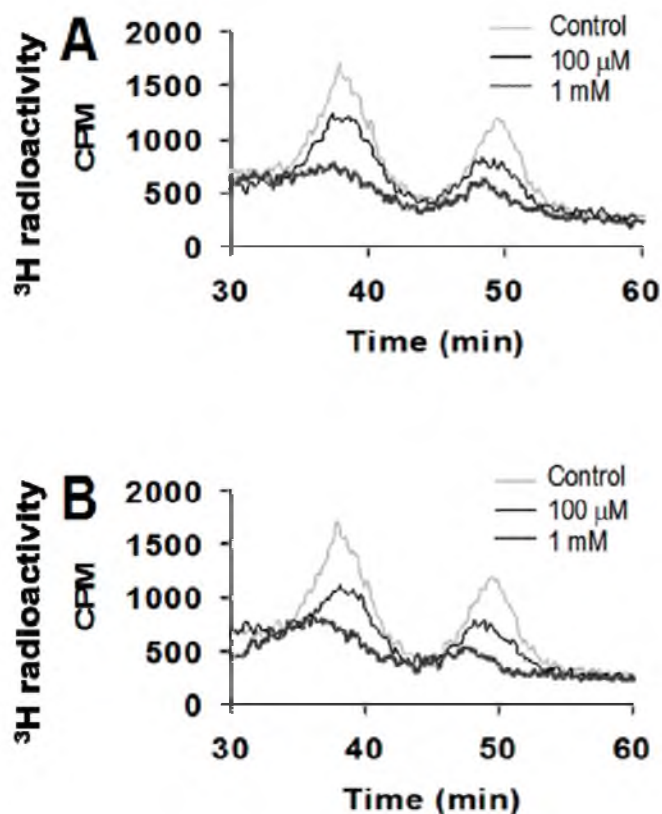 A
³H radioactivity
CPM
2000
1500
1000
500
0
Control
100 µM
1 mM
30 40 50 60
Time (min)
B
³H radioactivity
CPM
2000
1500
1000
500
0
Control
100 µM
1 mM
30 40 50 60
Time (min)